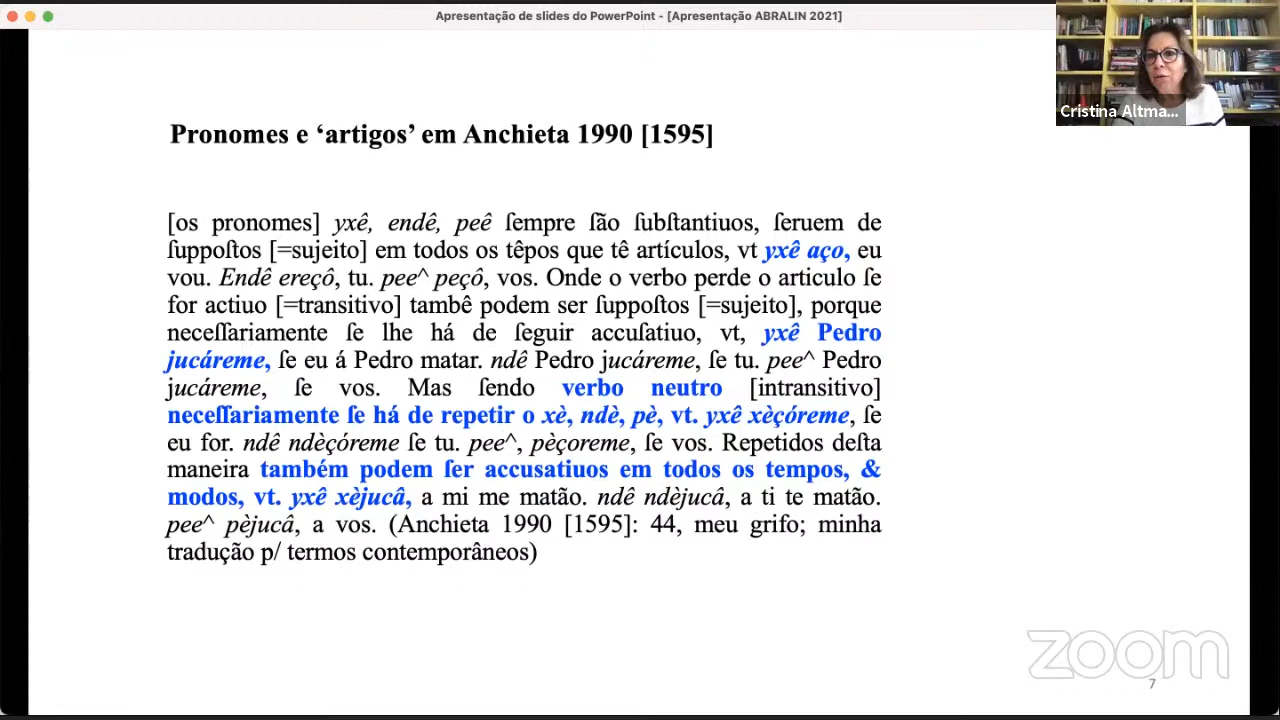 Apresentação de slides do PowerPoint - [Apresentação ABRALIN 2021]
Cristina Altma...
Pronomes e ‘artigos’ em Anchieta 1990 [1595]
[os pronomes] yxê, endê, peê ſempre ſão ſubſtantiuos, ſeruem de
ſuppoſtos [=sujeito] em todos os têpos que tê artículos, vt yxê aço, eu
vou. Endê ereçô, tu. pee^ peçô, vos. Onde o verbo perde o articulo ſe
for actiuo [=transitivo] tambê podem ser ſuppoſtos [=sujeito], porque
neceſſariamente ſe lhe há de ſeguir accuſatiuo, vt, yxê Pedro
jucáreme, ſe eu á Pedro matar. ndê Pedro jucáreme, ſe tu. pee^ Pedro
jucáreme, ſe vos. Mas ſendo verbo neutro [intransitivo]
neceſſariamente ſe há de repetir o xè, ndè, pè, vt. yxê xèçóreme, ſe
eu for. ndê ndèçóreme ſe tu. pee^, pèçoreme, ſe vos. Repetidos deſta
maneira também podem ſer accusatiuos em todos os tempos, &
modos, vt. yxê xèjucâ, a mi me matão. ndê ndèjucâ, a ti te matão.
pee^ pèjucâ, a vos. (Anchieta 1990 [1595]: 44, meu grifo; minha
tradução p/ termos contemporâneos)
zoom
7